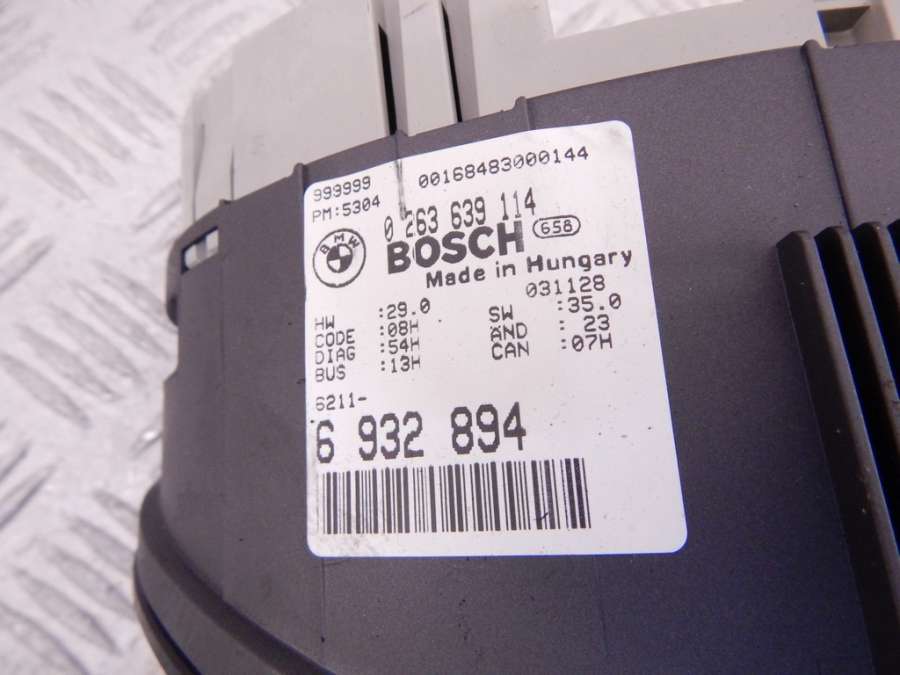 999999 00168483000144
PM:5304 0 263 639 114
BMW BOSCH 658
Made in Hungary
031128
HW :29.0 SW :35.0
CODE :08H ÄND : 23
DIAG :54H CAN :07H
BUS :13H
6211-
6 932 894